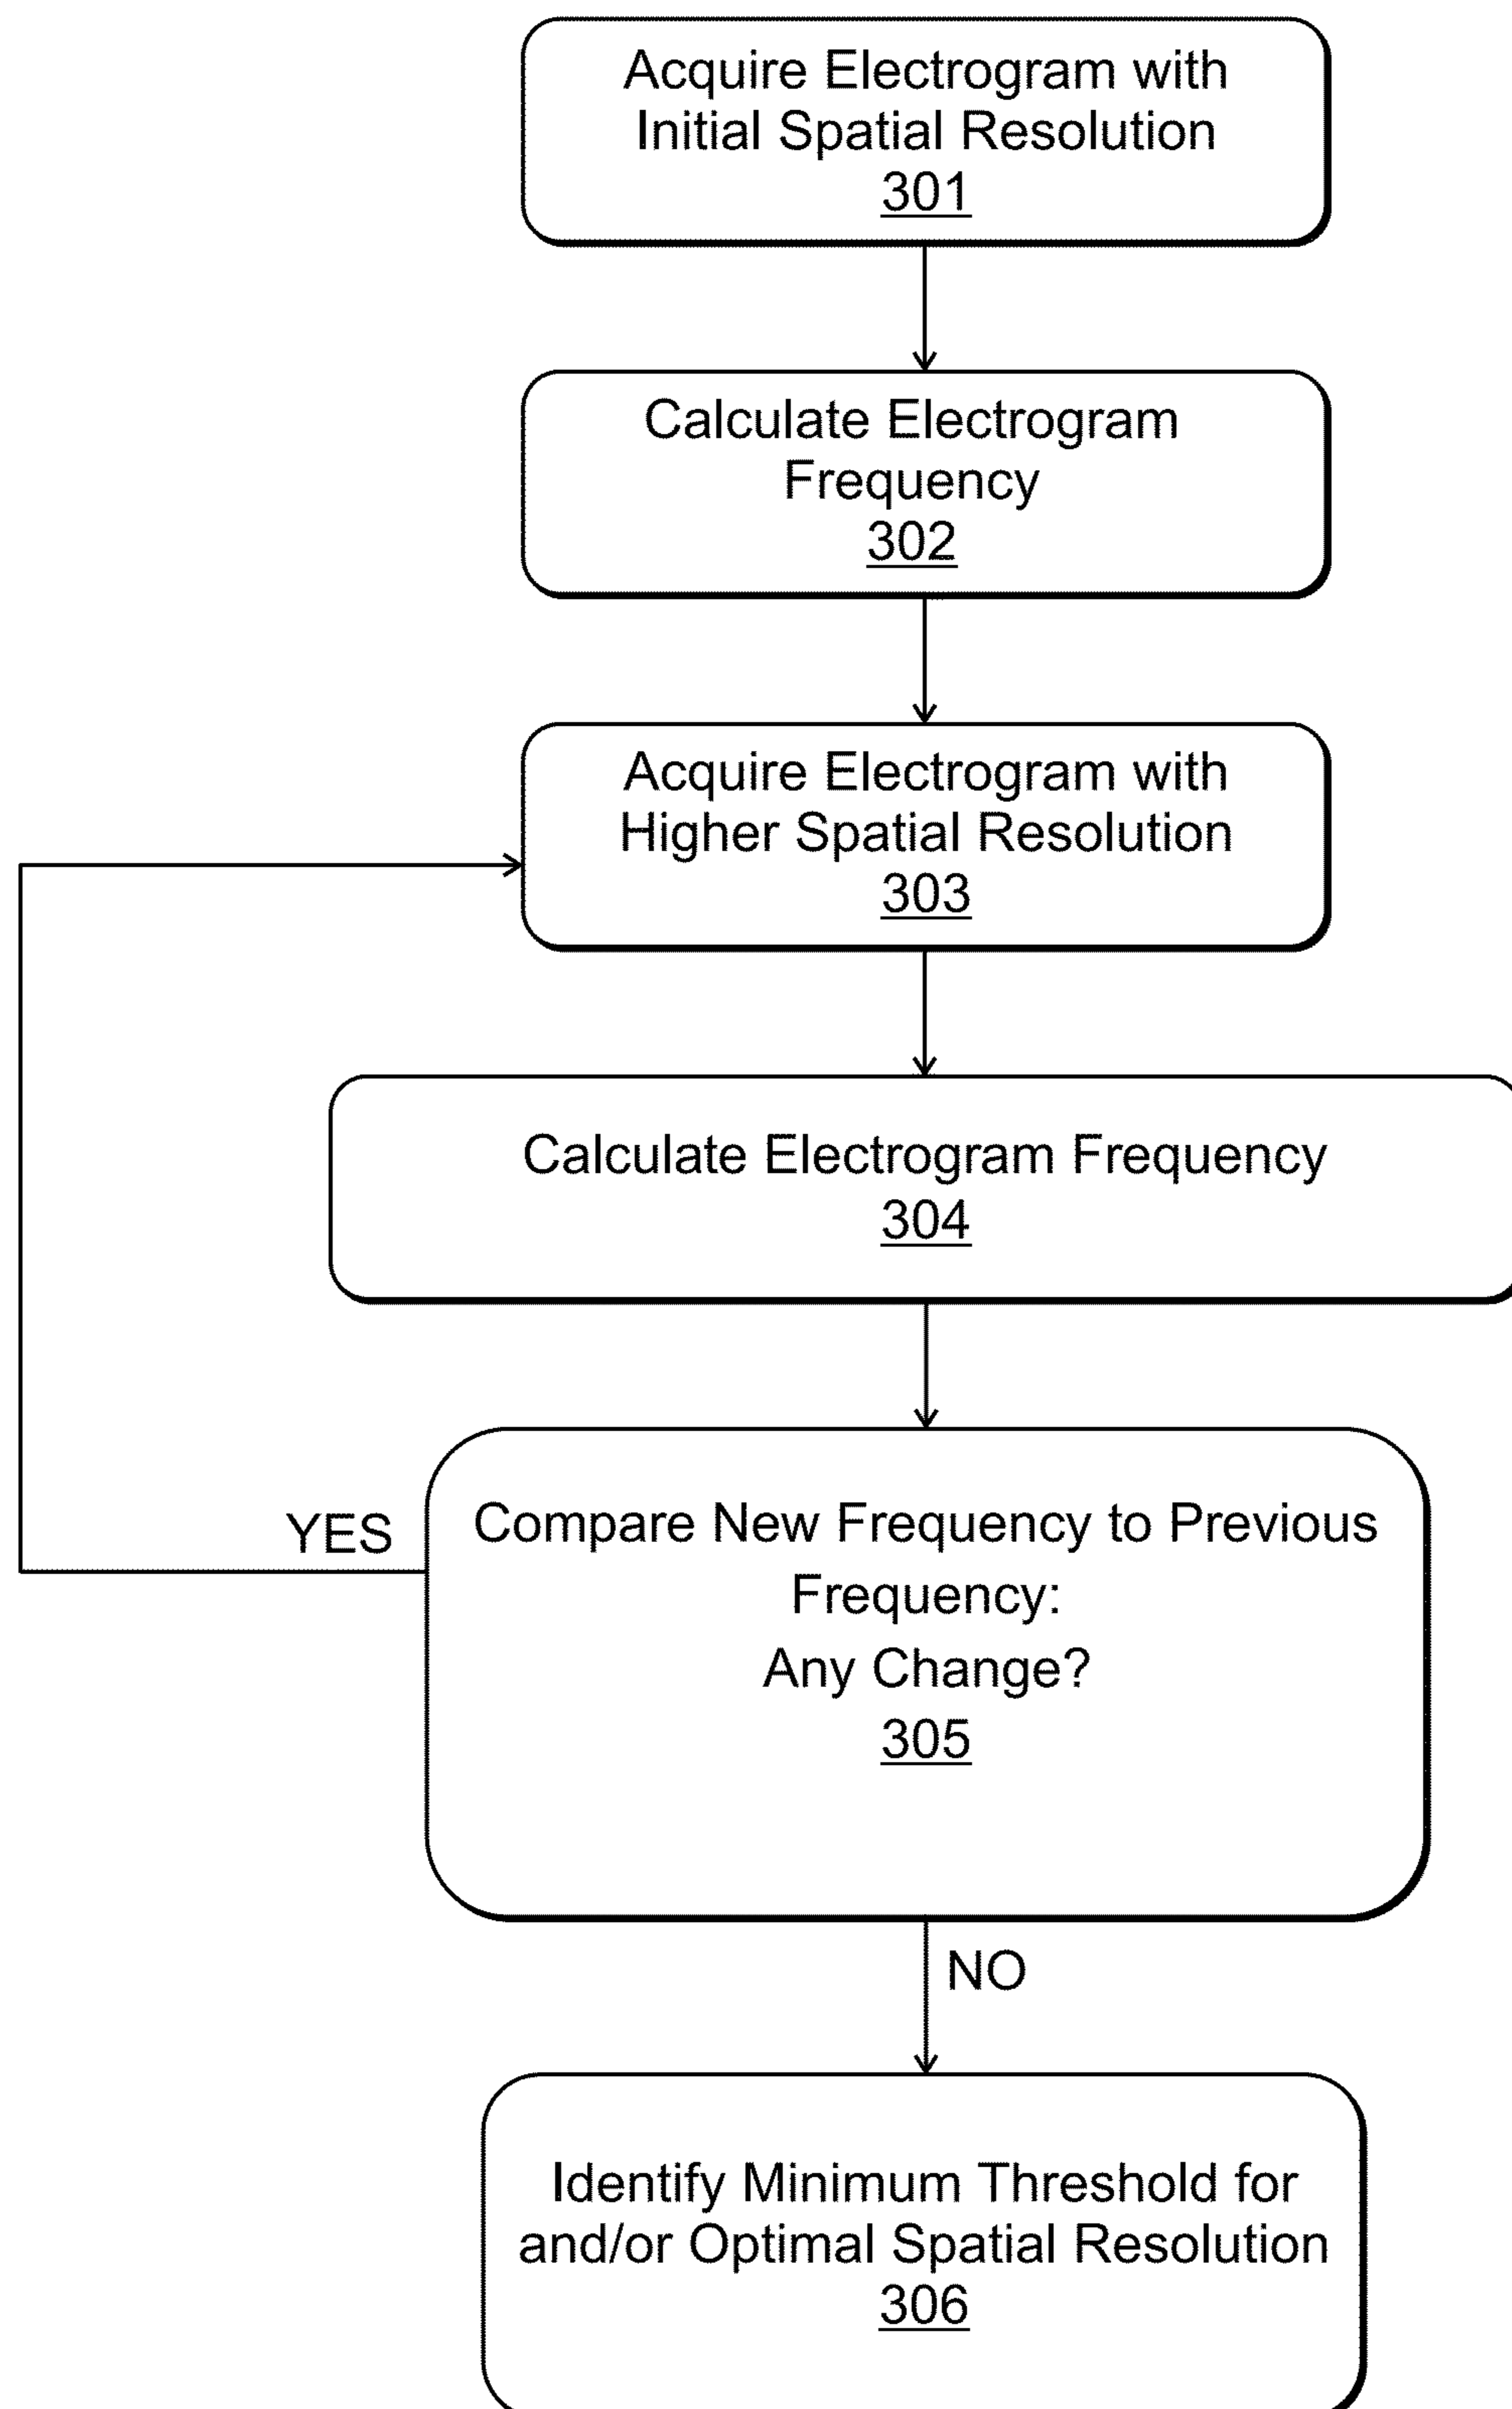 Acquire Electrogram with
Initial Spatial Resolution
301
Calculate Electrogram
Frequency
302
Acquire Electrogram with
Higher Spatial Resolution
303
Calculate Electrogram Frequency
304
YES
Compare New Frequency to Previous
Frequency:
Any Change?
305
NO
Identify Minimum Threshold for
and/or Optimal Spatial Resolution
306